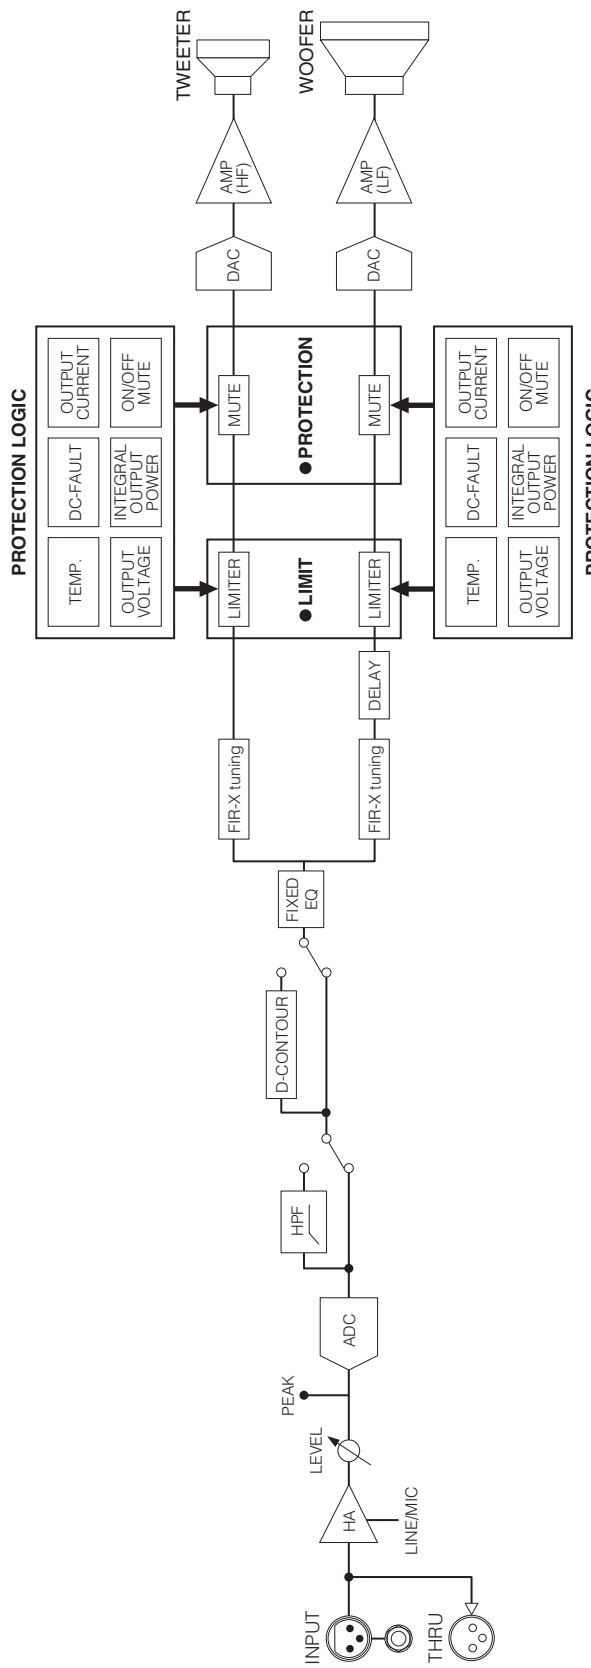 INPUT
THRU
HA
LINE/MIC
LEVEL
PEAK
ADC
HPF
D-CONTOUR
FIXED
EQ
FIR-X tuning
FIR-X tuning
DELAY
PROTECTION LOGIC
TEMP.
DC-FAULT
OUTPUT
CURRENT
OUTPUT
VOLTAGE
INTEGRAL
OUTPUT
POWER
ON/OFF
MUTE
LIMITER
●LIMIT
LIMITER
MUTE
●PROTECTION
MUTE
TEMP.
DC-FAULT
OUTPUT
CURRENT
OUTPUT
VOLTAGE
INTEGRAL
OUTPUT
POWER
ON/OFF
MUTE
PROTECTION LOGIC
DAC
AMP
(HF)
TWEETER
DAC
AMP
(LF)
WOOFER